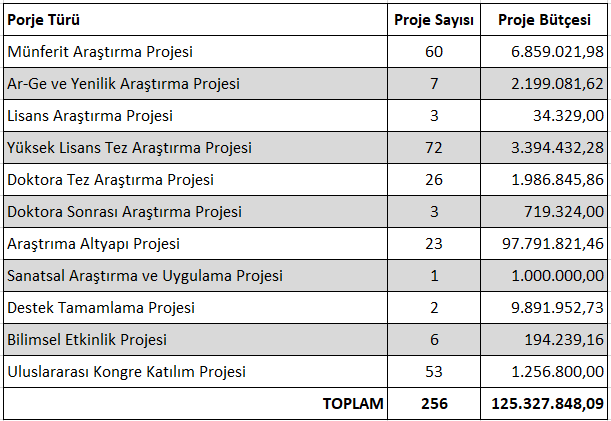 Porje Türü Proje Sayısı Proje Bütçesi
Münferit Araştırma Projesi 60 6.859.021,98
Ar-Ge ve Yenilik Araştırma Projesi 7 2.199.081,62
Lisans Araştırma Projesi 3 34.329,00
Yüksek Lisans Tez Araştırma Projesi 72 3.394.432,28
Doktora Tez Araştırma Projesi 26 1.986.845,86
Doktora Sonrası Araştırma Projesi 3 719.324,00
Araştrıma Altyapı Projesi 23 97.791.821,46
Sanatsal Araştırma ve Uygulama Projesi 1 1.000.000,00
Destek Tamamlama Projesi 2 9.891.952,73
Bilimsel Etkinlik Projesi 6 194.239,16
Uluslararası Kongre Katılım Projesi 53 1.256.800,00
TOPLAM 256 125.327.848,09